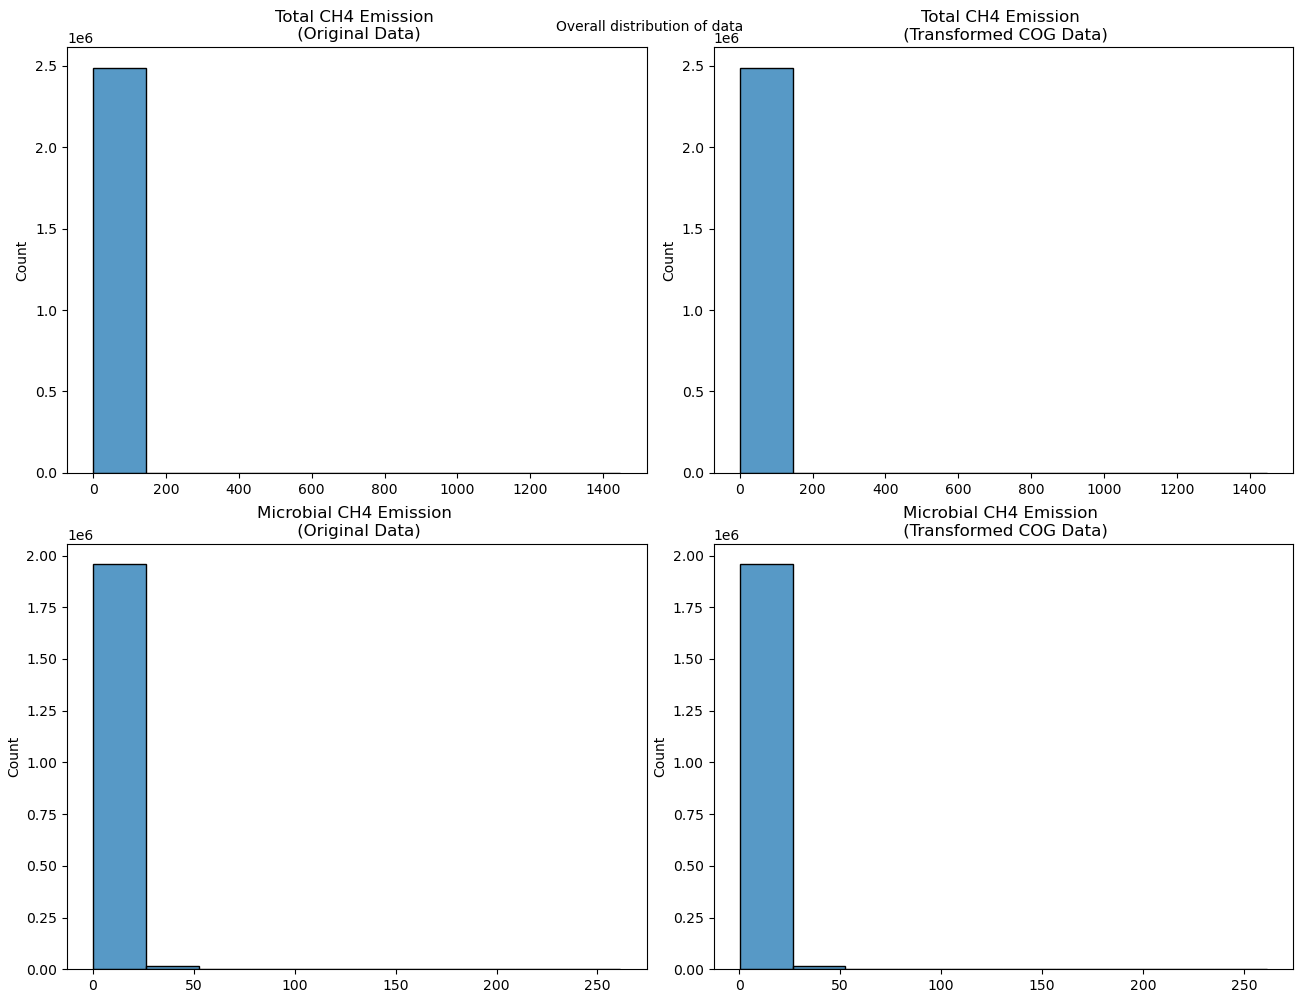 Overall distribution of data
Total CH4 Emission
(Original Data)
1e6
2.5
2.0
1.5
1.0
0.5
0.0
Count
0 200 400 600 800 1000 1200 1400
Total CH4 Emission
(Transformed COG Data)
1e6
2.5
2.0
1.5
1.0
0.5
0.0
Count
0 200 400 600 800 1000 1200 1400
Microbial CH4 Emission
(Original Data)
1e6
2.00
1.75
1.50
1.25
1.00
0.75
0.50
0.25
0.00
Count
0 50 100 150 200 250
Microbial CH4 Emission
(Transformed COG Data)
1e6
2.00
1.75
1.50
1.25
1.00
0.75
0.50
0.25
0.00
Count
0 50 100 150 200 250